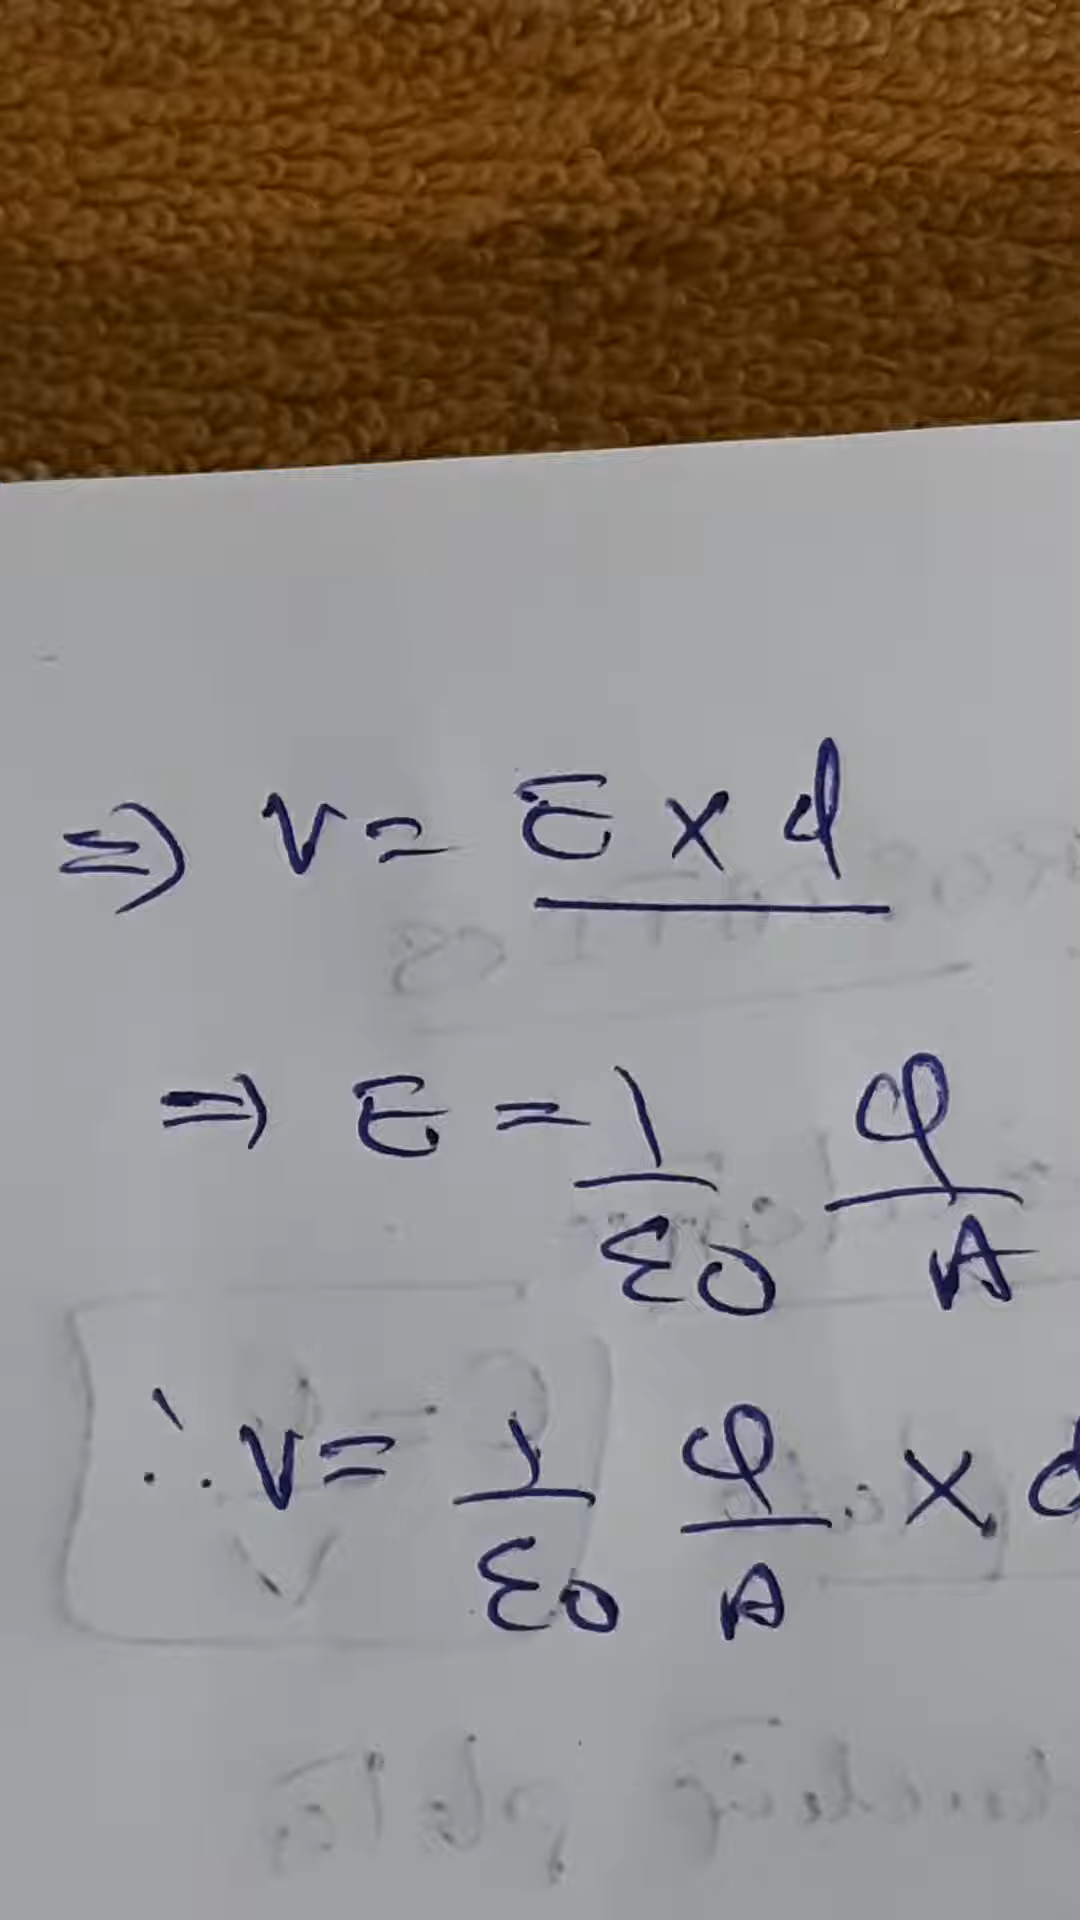 ⇒ V = E × d
⇒ E = 1/ε0 · φ/A
∴ V = 1/ε0 φ/A × d